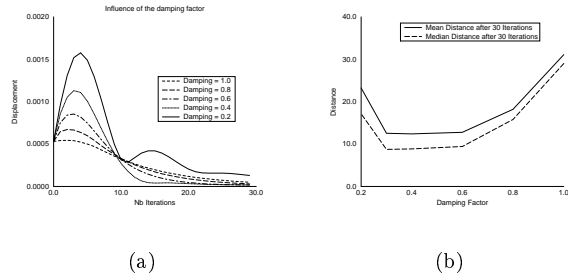 Influence of the damping factor
0.0020
0.0015
0.0010
0.0005
0.0000
Displacement
Damping = 1.0
Damping = 0.8
Damping = 0.6
Damping = 0.4
Damping = 0.2
0.0 10.0 20.0 30.0
Nb Iterations
(a)
40.0
30.0
20.0
10.0
0.0
Distance
Mean Distance after 30 Iterations
Median Distance after 30 Iterations
0.2 0.4 0.6 0.8 1.0
Damping Factor
(b)